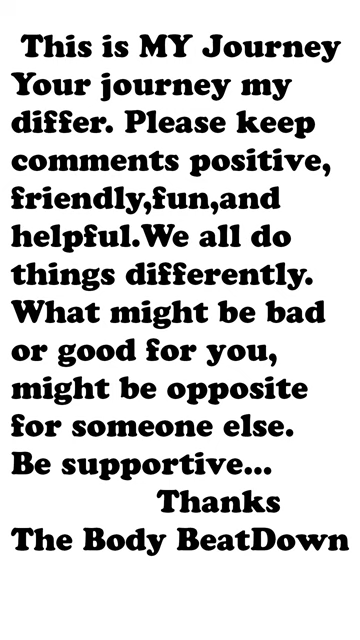 This is MY Journey
Your journey my
differ. Please keep
comments positive,
friendly,fun,and
helpful.We all do
things differently.
What might be bad
or good for you,
might be opposite
for someone else.
Be supportive...
Thanks
The Body BeatDown